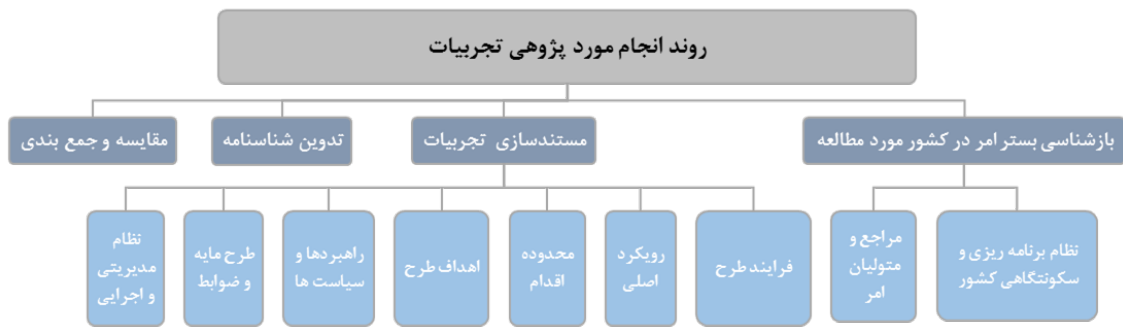 روند انجام مورد پژوهی تجربیات
بازشناسی بستر امر در کشور مورد مطالعه
مستندسازی تجربیات
تدوین شناسنامه
مقایسه و جمع بندی
نظام برنامه ریزی و
سکونتگاهی کشور
مراجع و
متولیان
امر
فرایند طرح
رویکرد
اصلی
محدوده
اقدام
اهداف طرح
راهبردها و
سیاست ها
طرح مایه
و ضوابط
نظام
مدیریتی
و اجرایی